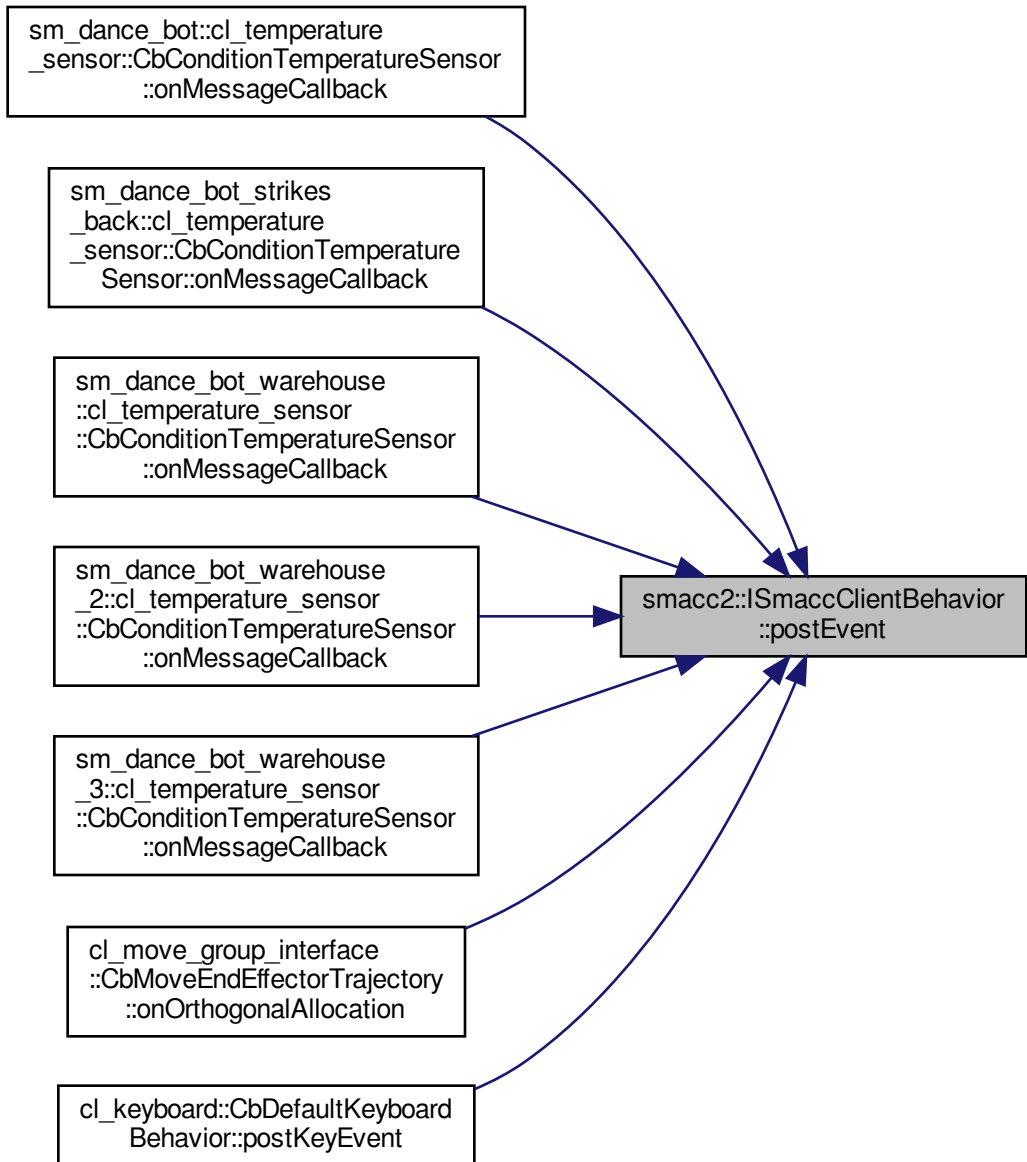 sm_dance_bot::cl_temperature
_sensor::CbConditionTemperatureSensor
::onMessageCallback
sm_dance_bot_strikes
_back::cl_temperature
_sensor::CbConditionTemperature
Sensor::onMessageCallback
sm_dance_bot_warehouse
::cl_temperature_sensor
::CbConditionTemperatureSensor
::onMessageCallback
sm_dance_bot_warehouse
_2::cl_temperature_sensor
::CbConditionTemperatureSensor
::onMessageCallback
smacc2::ISmaccClientBehavior
::postEvent
sm_dance_bot_warehouse
_3::cl_temperature_sensor
::CbConditionTemperatureSensor
::onMessageCallback
cl_move_group_interface
::CbMoveEndEffectorTrajectory
::onOrthogonalAllocation
cl_keyboard::CbDefaultKeyboard
Behavior::postKeyEvent